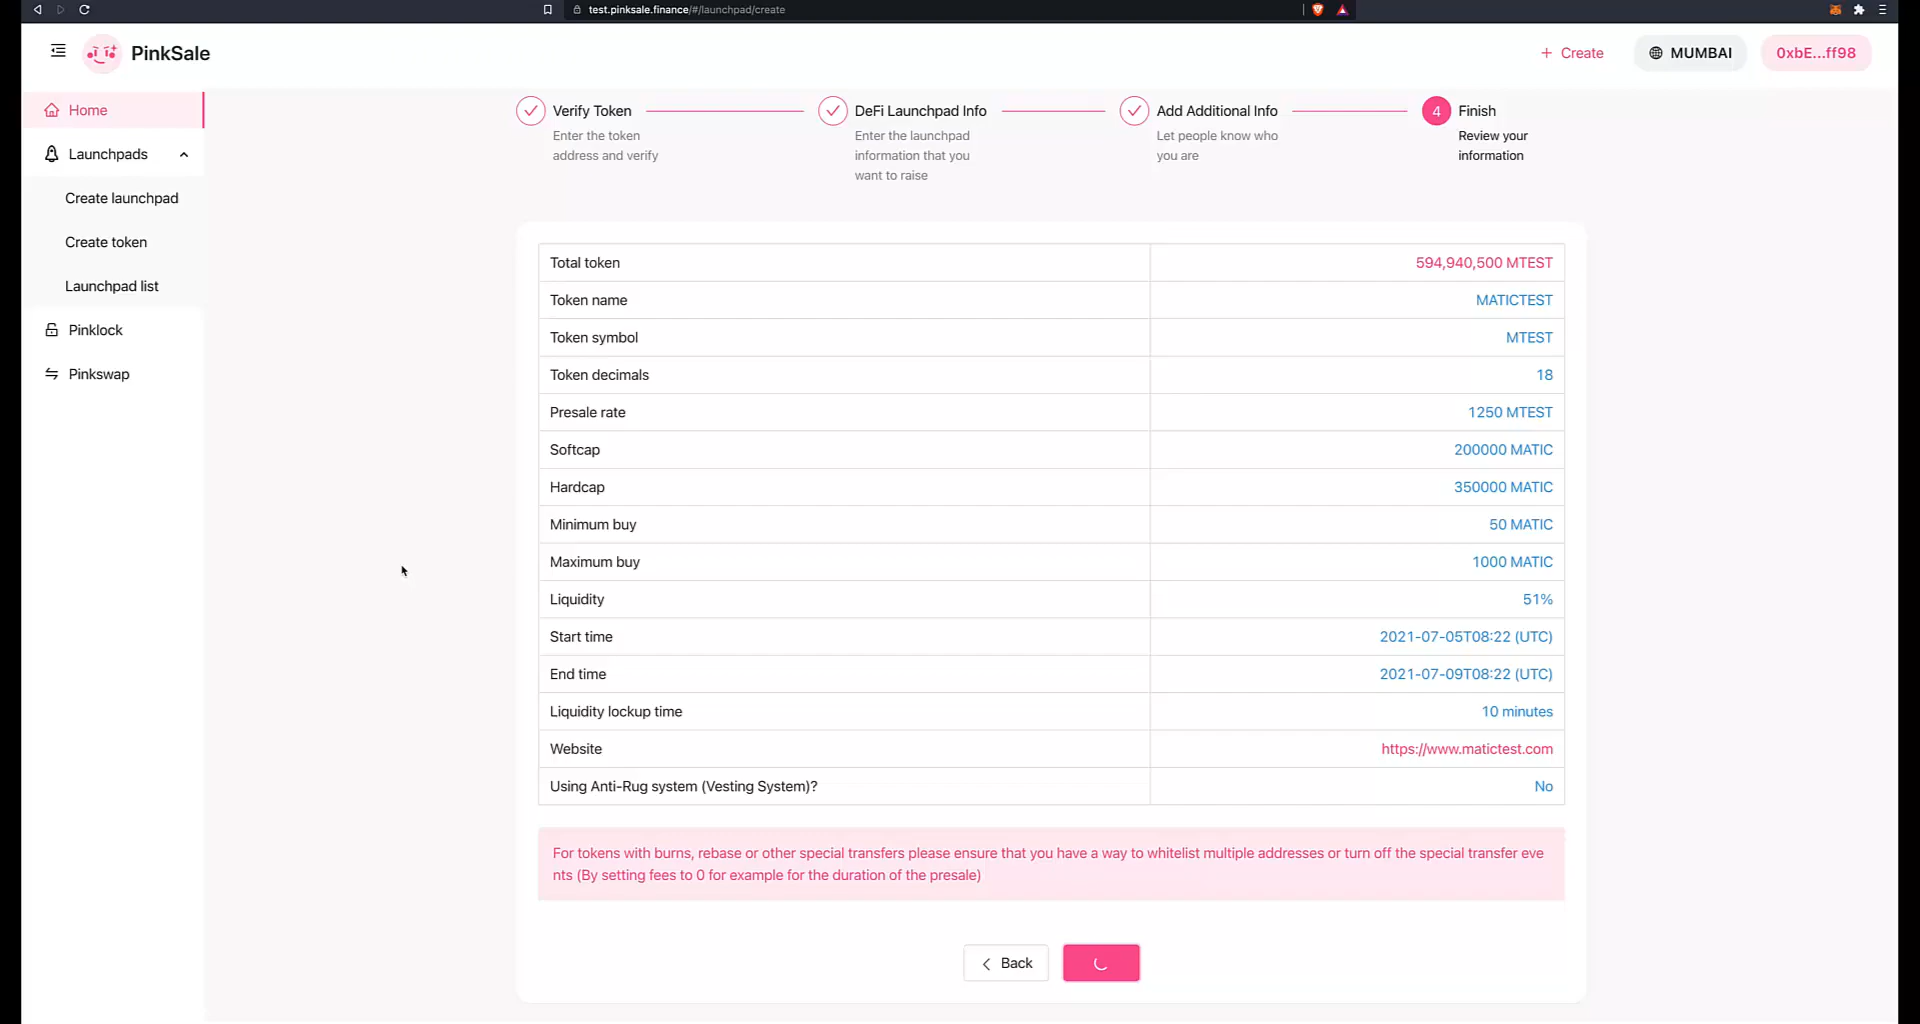 test.pinksale.finance/#/launchpad/create
PinkSale
+ Create
MUMBAI
0xbE...ff98
Home
Launchpads
Create launchpad
Create token
Launchpad list
Pinklock
Pinkswap
Verify Token
Enter the token
address and verify
DeFi Launchpad Info
Enter the launchpad
information that you
want to raise
Add Additional Info
Let people know who
you are
4
Finish
Review your
information
Total token 594,940,500 MTEST
Token name MATICTEST
Token symbol MTEST
Token decimals 18
Presale rate 1250 MTEST
Softcap 200000 MATIC
Hardcap 350000 MATIC
Minimum buy 50 MATIC
Maximum buy 1000 MATIC
Liquidity 51%
Start time 2021-07-05T08:22 (UTC)
End time 2021-07-09T08:22 (UTC)
Liquidity lockup time 10 minutes
Website https://www.matictest.com
Using Anti-Rug system (Vesting System)? No
For tokens with burns, rebase or other special transfers please ensure that you have a way to whitelist multiple addresses or turn off the special transfer eve
nts (By setting fees to 0 for example for the duration of the presale)
Back